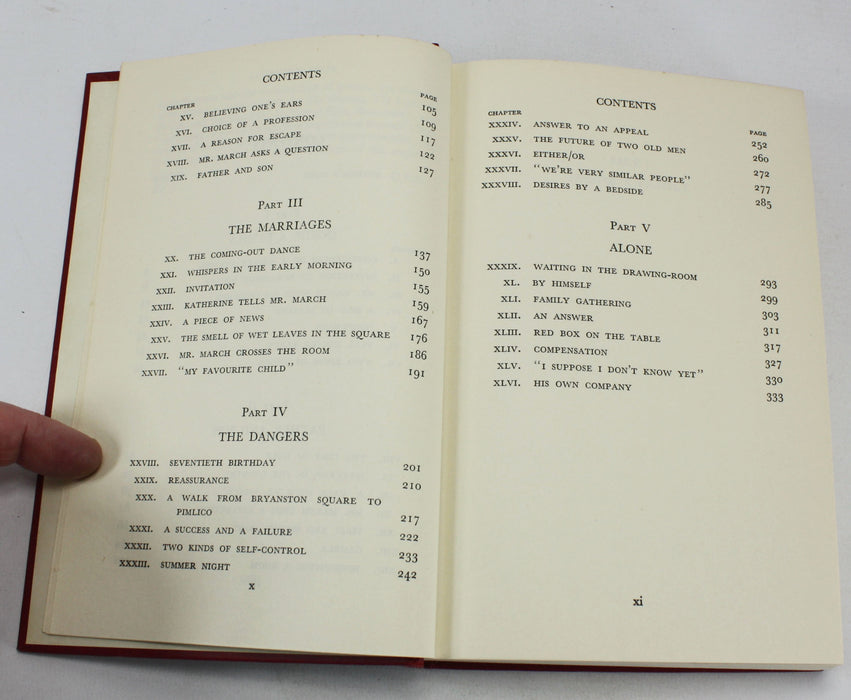 CONTENTS
CHAPTER PAGE
XV. BELIEVING ONE'S EARS 105
XVI. CHOICE OF A PROFESSION 109
XVII. A REASON FOR ESCAPE 117
XVIII. MR. MARCH ASKS A QUESTION 122
XIX. FATHER AND SON 127
PART III
THE MARRIAGES
XX. THE COMING-OUT DANCE 137
XXI. WHISPERS IN THE EARLY MORNING 150
XXII. INVITATION 155
XXIII. KATHERINE TELLS MR. MARCH 159
XXIV. A PIECE OF NEWS 167
XXV. THE SMELL OF WET LEAVES IN THE SQUARE 176
XXVI. MR. MARCH CROSSES THE ROOM 186
XXVII. "MY FAVOURITE CHILD" 191
PART IV
THE DANGERS
XXVIII. SEVENTIETH BIRTHDAY 201
XXIX. REASSURANCE 210
XXX. A WALK FROM BRYANSTON SQUARE TO
PIMLICO 217
XXXI. A SUCCESS AND A FAILURE 222
XXXII. TWO KINDS OF SELF-CONTROL 233
XXXIII. SUMMER NIGHT 242
x
CONTENTS
CHAPTER PAGE
XXXIV. ANSWER TO AN APPEAL 252
XXXV. THE FUTURE OF TWO OLD MEN 260
XXXVI. EITHER/OR 272
XXXVII. "WE'RE VERY SIMILAR PEOPLE" 277
XXXVIII. DESIRES BY A BEDSIDE 285
PART V
ALONE
XXXIX. WAITING IN THE DRAWING-ROOM 293
XL. BY HIMSELF 299
XLI. FAMILY GATHERING 303
XLII. AN ANSWER 311
XLIII. RED BOX ON THE TABLE 317
XLIV. COMPENSATION 327
XLV. "I SUPPOSE I DON'T KNOW YET" 330
XLVI. HIS OWN COMPANY 333
xi